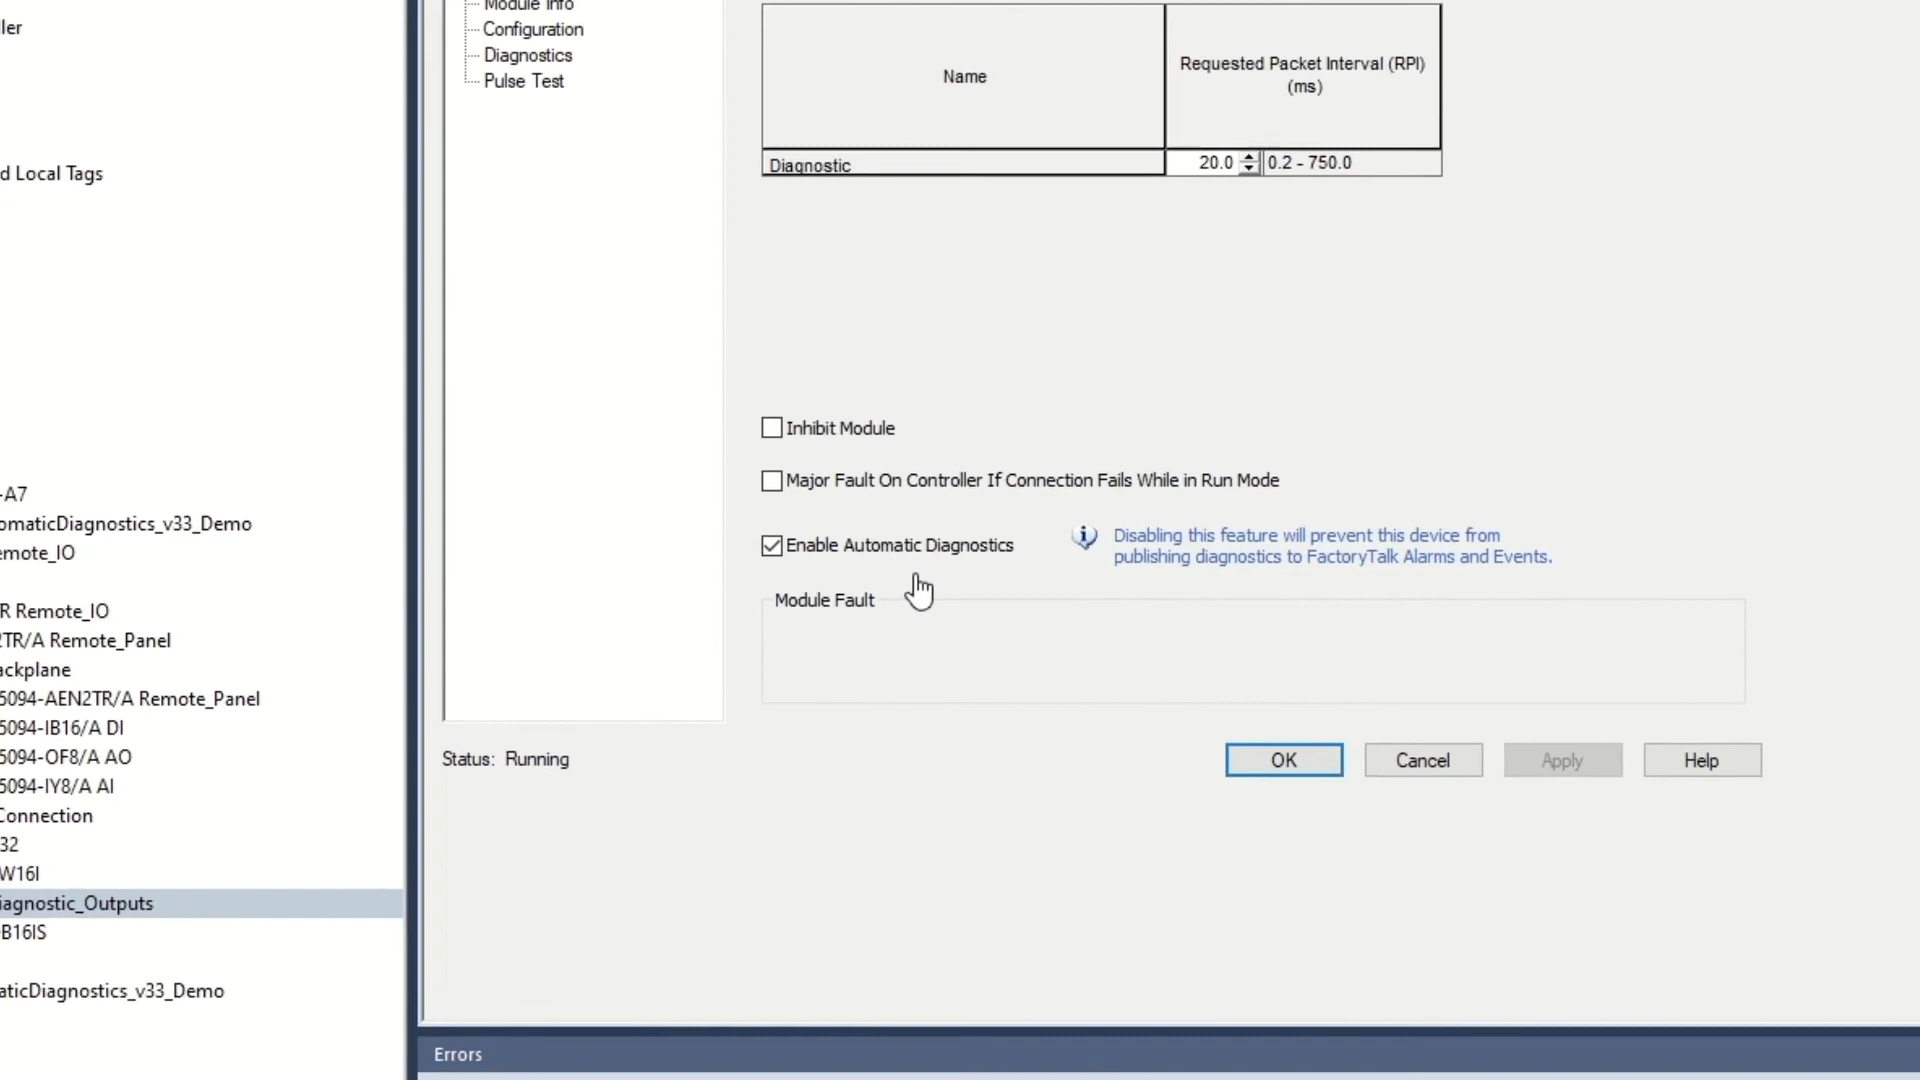 ller
d Local Tags
-A7
omaticDiagnostics_v33_Demo
emote_IO
R Remote_IO
2TR/A Remote_Panel
ackplane
5094-AEN2TR/A Remote_Panel
5094-IB16/A DI
5094-OF8/A AO
5094-IY8/A AI
Connection
32
W16I
iagnostic_Outputs
B16IS
aticDiagnostics_v33_Demo
Module Info
Configuration
Diagnostics
Pulse Test
Name
Requested Packet Interval (RPI)
(ms)
Diagnostic
20.0
0.2 - 750.0
Inhibit Module
Major Fault On Controller If Connection Fails While in Run Mode
Enable Automatic Diagnostics
Disabling this feature will prevent this device from
publishing diagnostics to FactoryTalk Alarms and Events.
Module Fault
Status: Running
OK
Cancel
Apply
Help
Errors